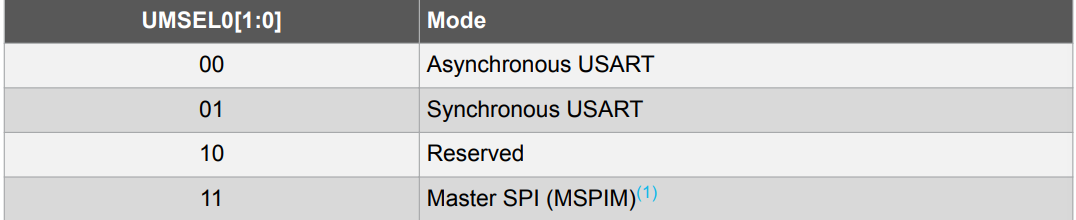 UMSEL0[1:0] Mode
00 Asynchronous USART
01 Synchronous USART
10 Reserved
11 Master SPI (MSPIM)(1)